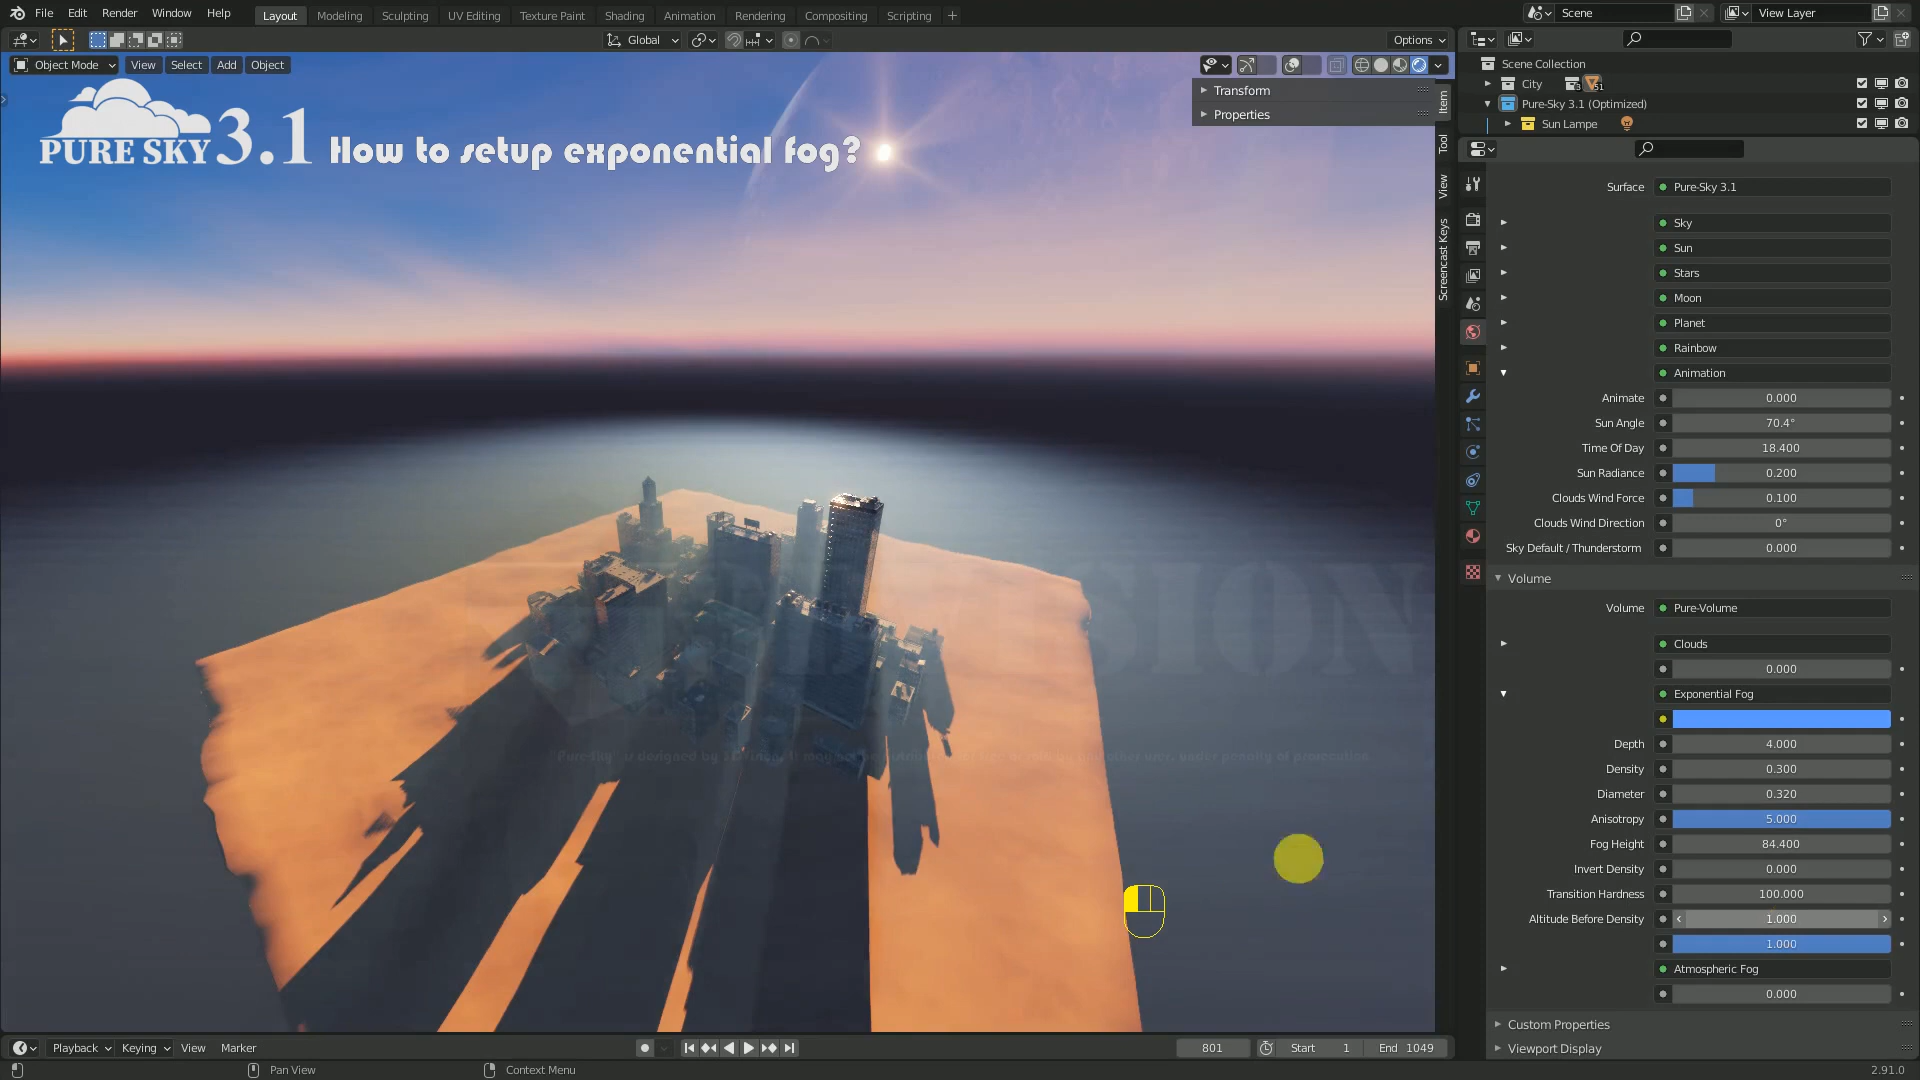 File Edit Render Window Help
Layout Modeling Sculpting UV Editing Texture Paint Shading Animation Rendering Compositing Scripting +
Scene View Layer
Global Options
Object Mode View Select Add Object
Transform
Properties
Item
Tool
View
Screencast Keys
PURE SKY 3.1 How to setup exponential fog?
Scene Collection
City 3 51
Pure-Sky 3.1 (Optimized)
Sun Lampe
Surface Pure-Sky 3.1
Sky
Sun
Stars
Moon
Planet
Rainbow
Animation
Animate 0.000
Sun Angle 70.4°
Time Of Day 18.400
Sun Radiance 0.200
Clouds Wind Force 0.100
Clouds Wind Direction 0°
Sky Default / Thunderstorm 0.000
Volume
Volume Pure-Volume
Clouds
0.000
Exponential Fog
Depth 4.000
Density 0.300
Diameter 0.320
Anisotropy 5.000
Fog Height 84.400
Invert Density 0.000
Transition Hardness 100.000
Altitude Before Density 1.000
1.000
Atmospheric Fog
0.000
Custom Properties
Viewport Display
Playback Keying View Marker 801 Start 1 End 1049
Pan View Context Menu 2.91.0